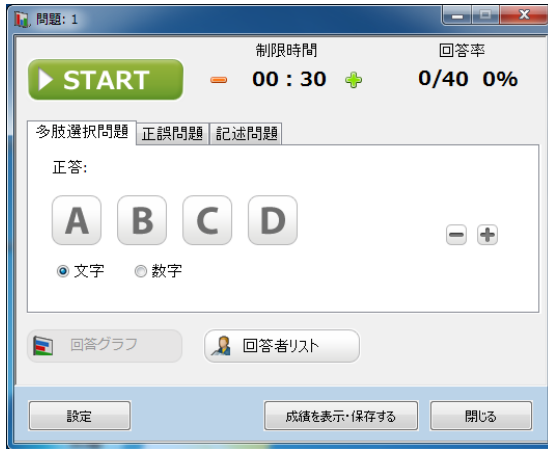 問題: 1
制限時間 回答率
START 00 : 30 0/40 0%
多肢選択問題 正誤問題 記述問題
正答:
A B C D
文字 数字
回答グラフ 回答者リスト
設定 成績を表示・保存する 閉じる